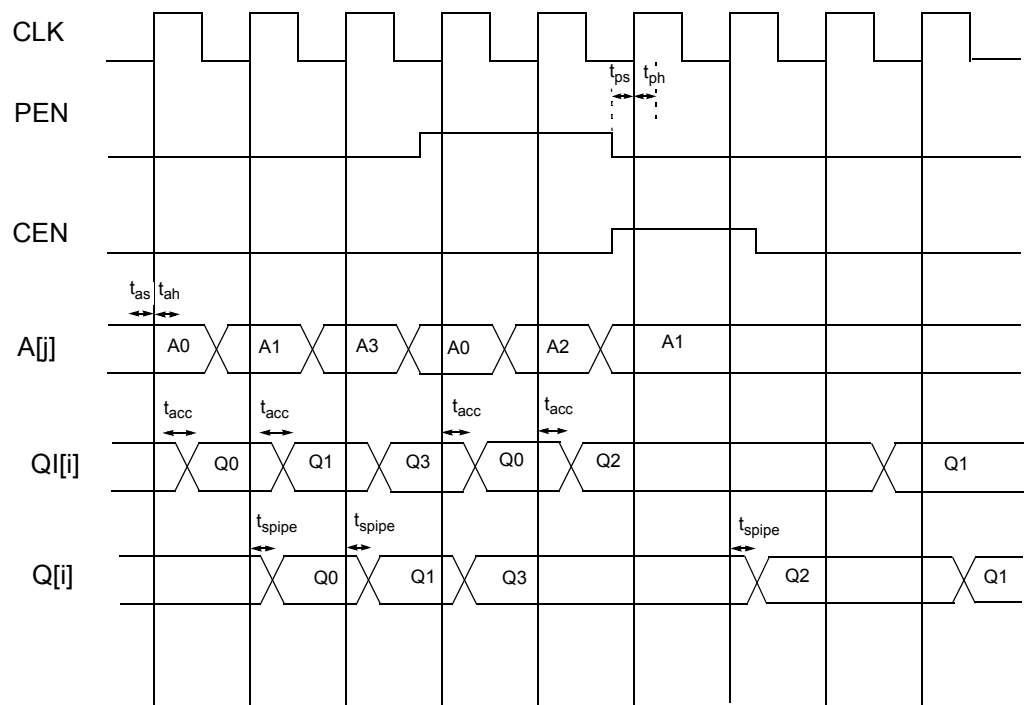 CLK
tps tph
PEN
CEN
tas tah
A[j] A0 A1 A3 A0 A2 A1
tacc tacc tacc tacc
QI[i] Q0 Q1 Q3 Q0 Q2 Q1
tspipe tspipe tspipe
Q[i] Q0 Q1 Q3 Q2 Q1